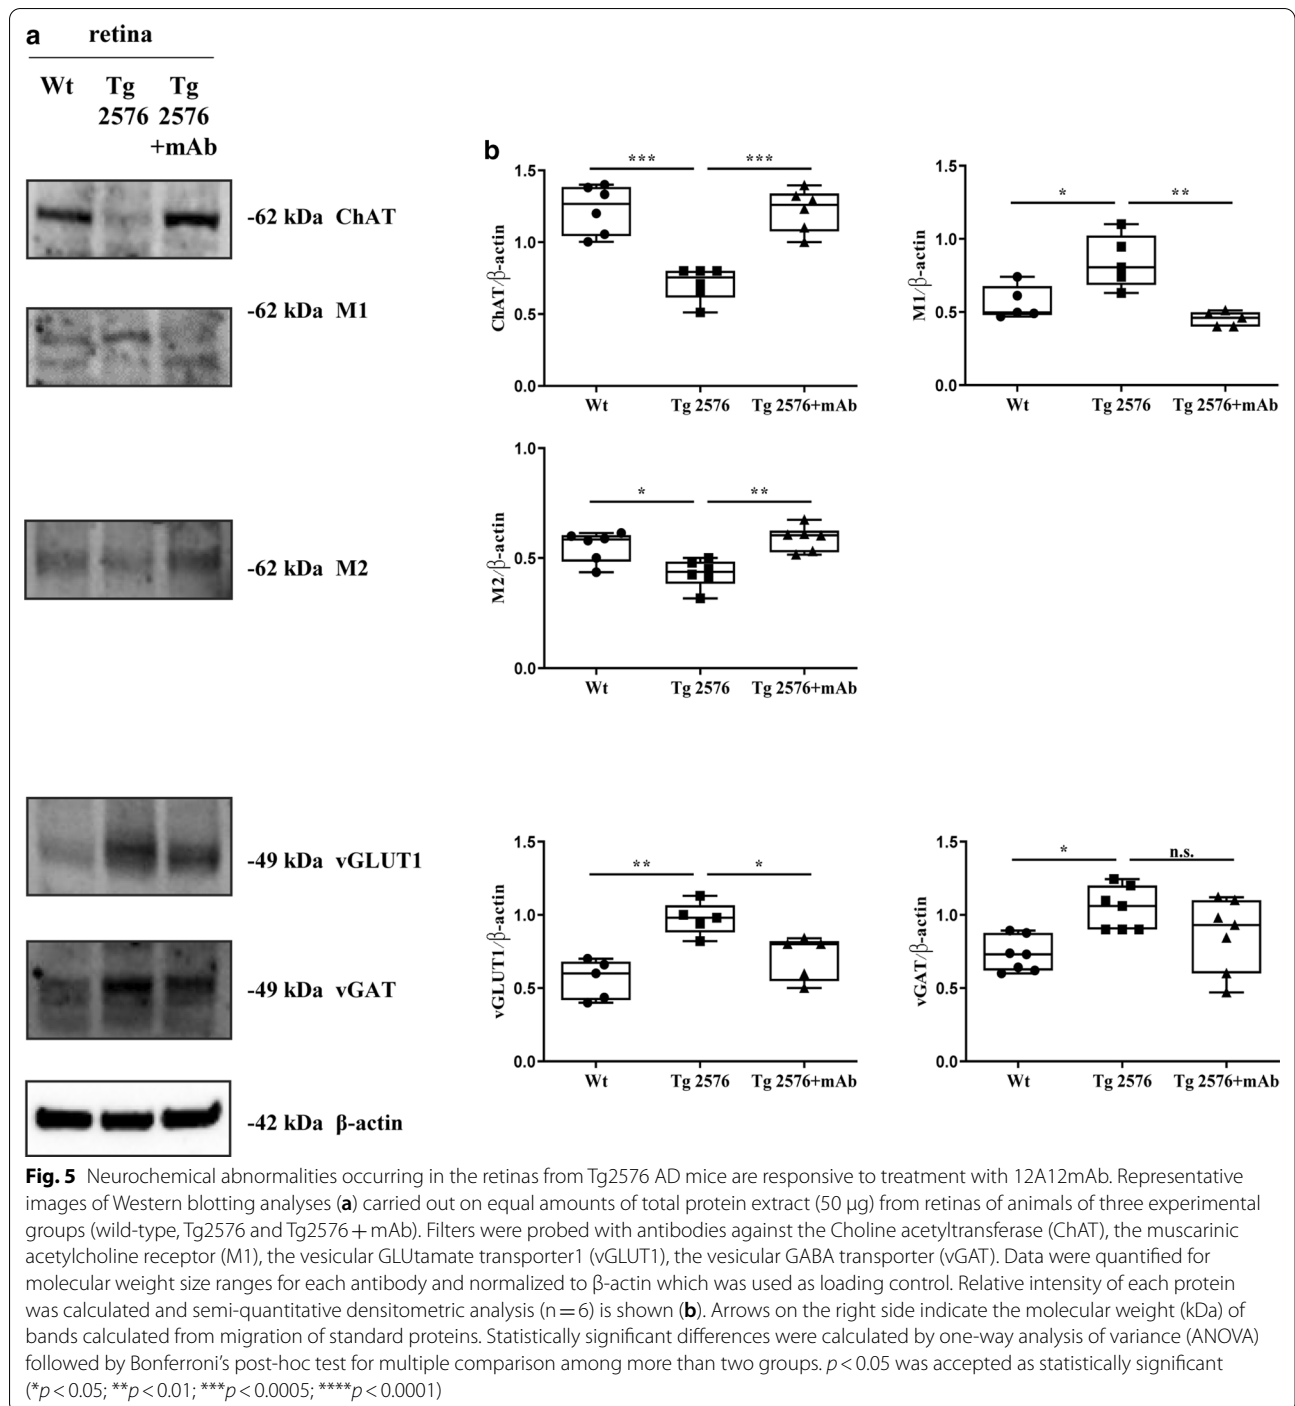 a
retina
Wt Tg 2576 Tg 2576 +mAb
-62 kDa ChAT
-62 kDa M1
-62 kDa M2
-49 kDa vGLUT1
-49 kDa vGAT
-42 kDa β-actin
b
*** ***
ChAT/β-actin
1.5
1.0
0.5
0.0
Wt Tg 2576 Tg 2576+mAb
* **
M1/β-actin
1.5
1.0
0.5
0.0
Wt Tg 2576 Tg 2576+mAb
* **
M2/β-actin
1.0
0.5
0.0
Wt Tg 2576 Tg 2576+mAb
** *
vGLUT1/β-actin
1.5
1.0
0.5
0.0
Wt Tg 2576 Tg 2576+mAb
* n.s.
vGAT/β-actin
1.5
1.0
0.5
0.0
Wt Tg 2576 Tg 2576+mAb
Fig. 5 Neurochemical abnormalities occurring in the retinas from Tg2576 AD mice are responsive to treatment with 12A12mAb. Representative
images of Western blotting analyses (a) carried out on equal amounts of total protein extract (50 µg) from retinas of animals of three experimental
groups (wild-type, Tg2576 and Tg2576 + mAb). Filters were probed with antibodies against the Choline acetyltransferase (ChAT), the muscarinic
acetylcholine receptor (M1), the vesicular GLUtamate transporter1 (vGLUT1), the vesicular GABA transporter (vGAT). Data were quantified for
molecular weight size ranges for each antibody and normalized to β-actin which was used as loading control. Relative intensity of each protein
was calculated and semi-quantitative densitometric analysis (n = 6) is shown (b). Arrows on the right side indicate the molecular weight (kDa) of
bands calculated from migration of standard proteins. Statistically significant differences were calculated by one-way analysis of variance (ANOVA)
followed by Bonferroni's post-hoc test for multiple comparison among more than two groups. p < 0.05 was accepted as statistically significant
(*p < 0.05; **p < 0.01; ***p < 0.0005; ****p < 0.0001)